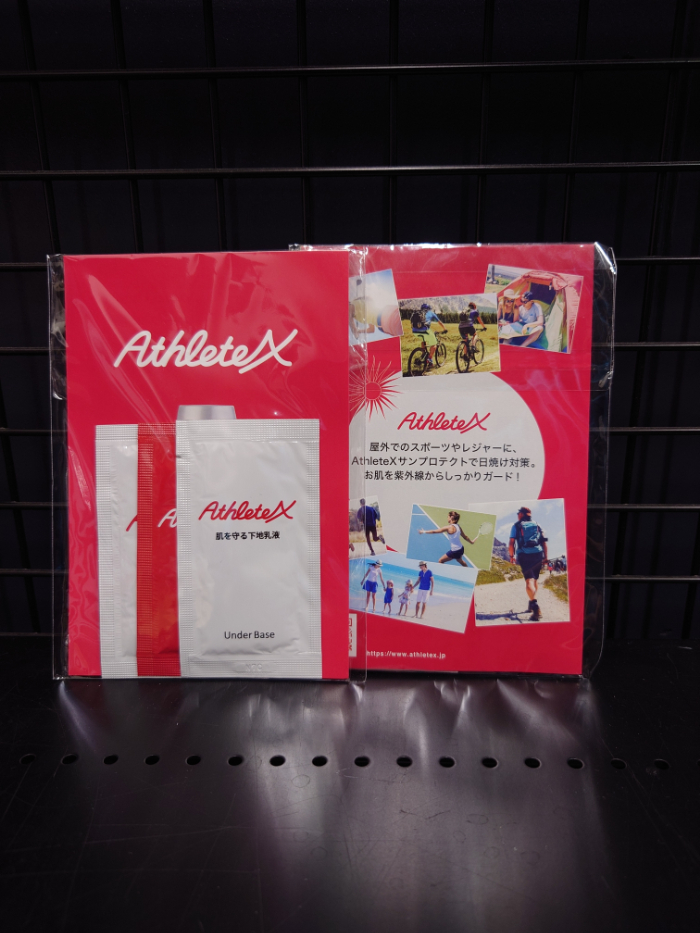 AthleteX
AthleteX
肌を守る下地乳液
Under Base
AthleteX
屋外でのスポーツやレジャーに、
AthleteXサンプロテクトで日焼け対策。
お肌を紫外線からしっかりガード！
https://www.athletex.jp